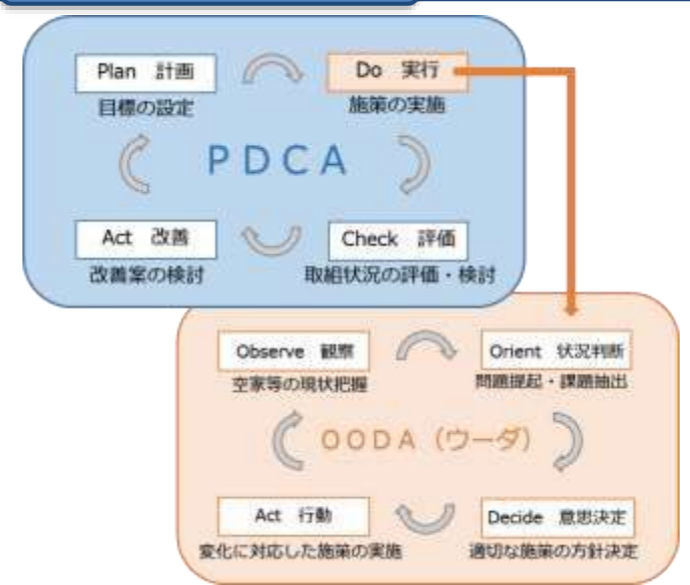 Plan 計画
目標の設定
Do 実行
施策の実施
PDCA
Act 改善
改善案の検討
Check 評価
取組状況の評価・検討
Observe 観察
空家等の現状把握
Orient 状況判断
問題提起・課題抽出
OODA(ウーダ)
Act 行動
変化に対応した施策の実施
Decide 意思決定
適切な施策の方針決定